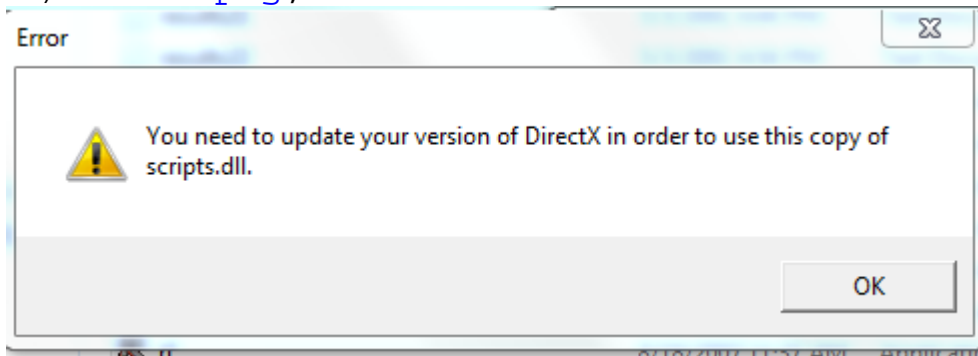 Error
You need to update your version of DirectX in order to use this copy of
scripts.dll.
OK